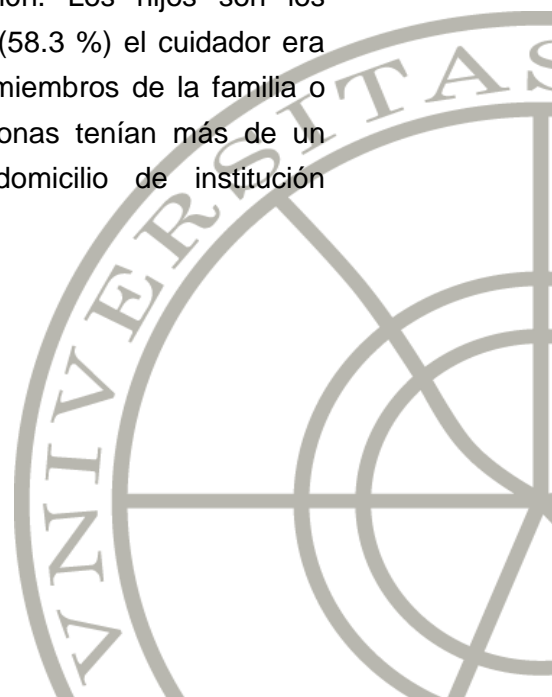 Los hijos son los
(58.3 %) el cuidador era
miembros de la familia o
onas tenían más de un
domicilio de institución
VNIVERSITAS